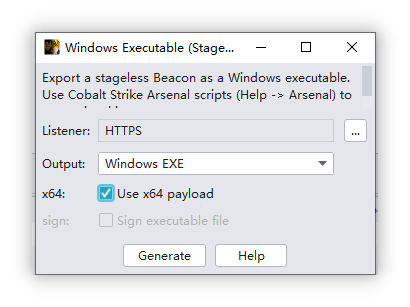 Windows Executable (Stage...
Export a stageless Beacon as a Windows executable.
Use Cobalt Strike Arsenal scripts (Help -> Arsenal) to
Listener: HTTPS ...
Output: Windows EXE
x64: Use x64 payload
sign: Sign executable file
Generate Help